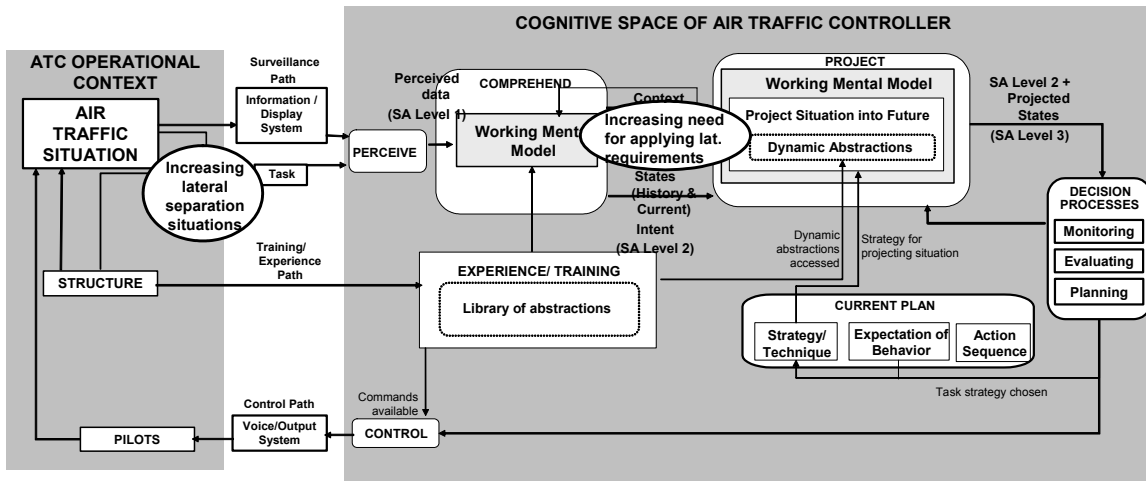 COGNITIVE SPACE OF AIR TRAFFIC CONTROLLER
ATC OPERATIONAL
CONTEXT
AIR
TRAFFIC
SITUATION
Increasing
lateral
separation
situations
STRUCTURE
PILOTS
Surveillance
Path
Information /
Display
System
Task
Training/
Experience
Path
Control Path
Voice/Output
System
PERCEIVE
Perceived
data
(SA Level 1)
COMPREHEND
Working Ment
Model
Context
Increasing need
for applying lat.
requirements
States
(History &
Current)
Intent
(SA Level 2)
PROJECT
Working Mental Model
Project Situation into Future
Dynamic Abstractions
SA Level 2 +
Projected
States
(SA Level 3)
DECISION
PROCESSES
Monitoring
Evaluating
Planning
EXPERIENCE/ TRAINING
Library of abstractions
Dynamic
abstractions
accessed
Strategy for
projecting situation
CURRENT PLAN
Strategy/
Technique
Expectation of
Behavior
Action
Sequence
Task strategy chosen
Commands
available
CONTROL